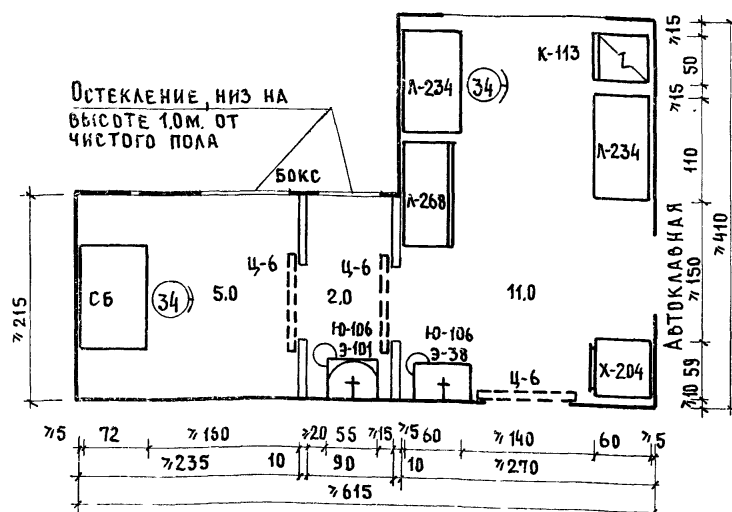 ⩾15
К-113
Л-234
34
50
Остекление, низ на
высоте 1,0м. от
чистого пола
⩾15
Л-234
110
БОКС
Л-268
⩾410
Автоклавная
Ц-6
Ц-6
⩾150
СБ
34
5.0
2.0
11.0
⩾215
Ю-106
Э-101
Ю-106
Э-38
Х-204
59
Ц-6
⩾10
⩾5
72
⩾160
⩾20
55
⩾15
⩾5
60
⩾140
60
⩾5
⩾235
10
90
10
⩾270
⩾615